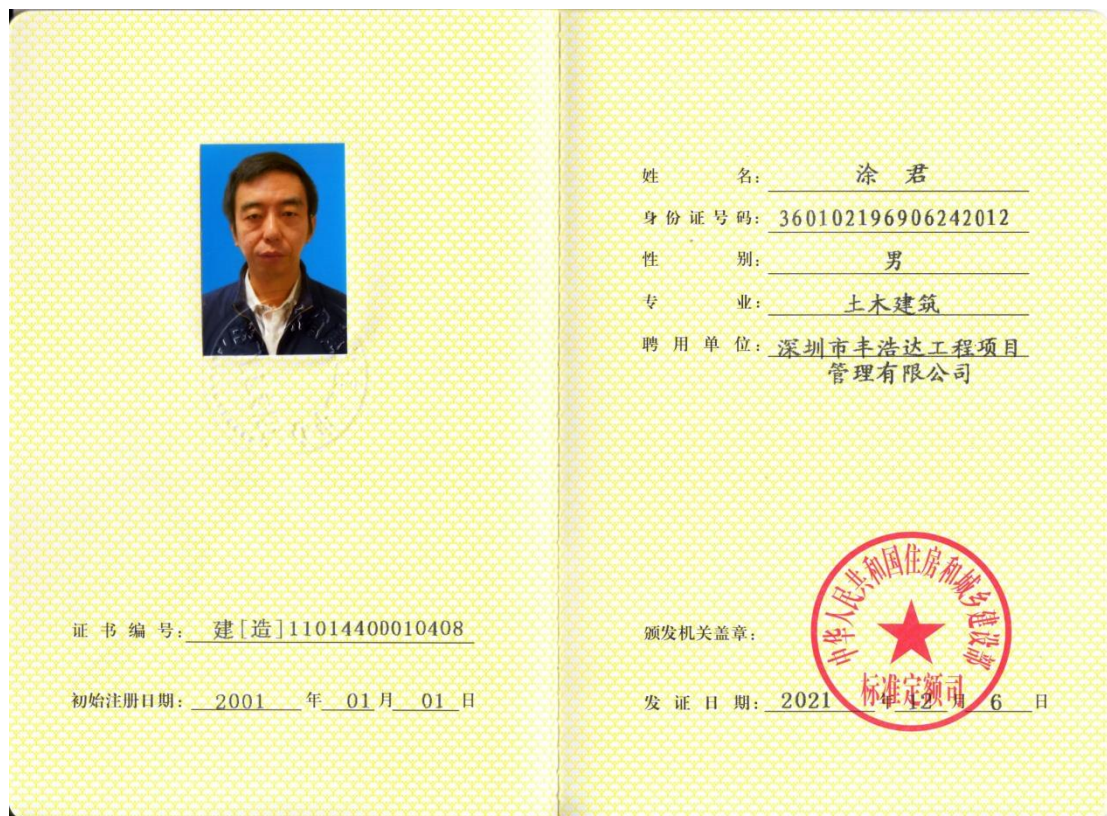 证书编号: 建[造]11014400010408
初始注册日期: 2001 年 01 月 01 日
姓名: 涂君
身份证号码: 360102196906242012
性别: 男
专业: 土木建筑
聘用单位: 深圳市丰浩达工程项目
管理有限公司
中华人民共和国住房和城乡建设部
标准定额司
颁发机关盖章:
发证日期: 2021 年 12 月 6 日